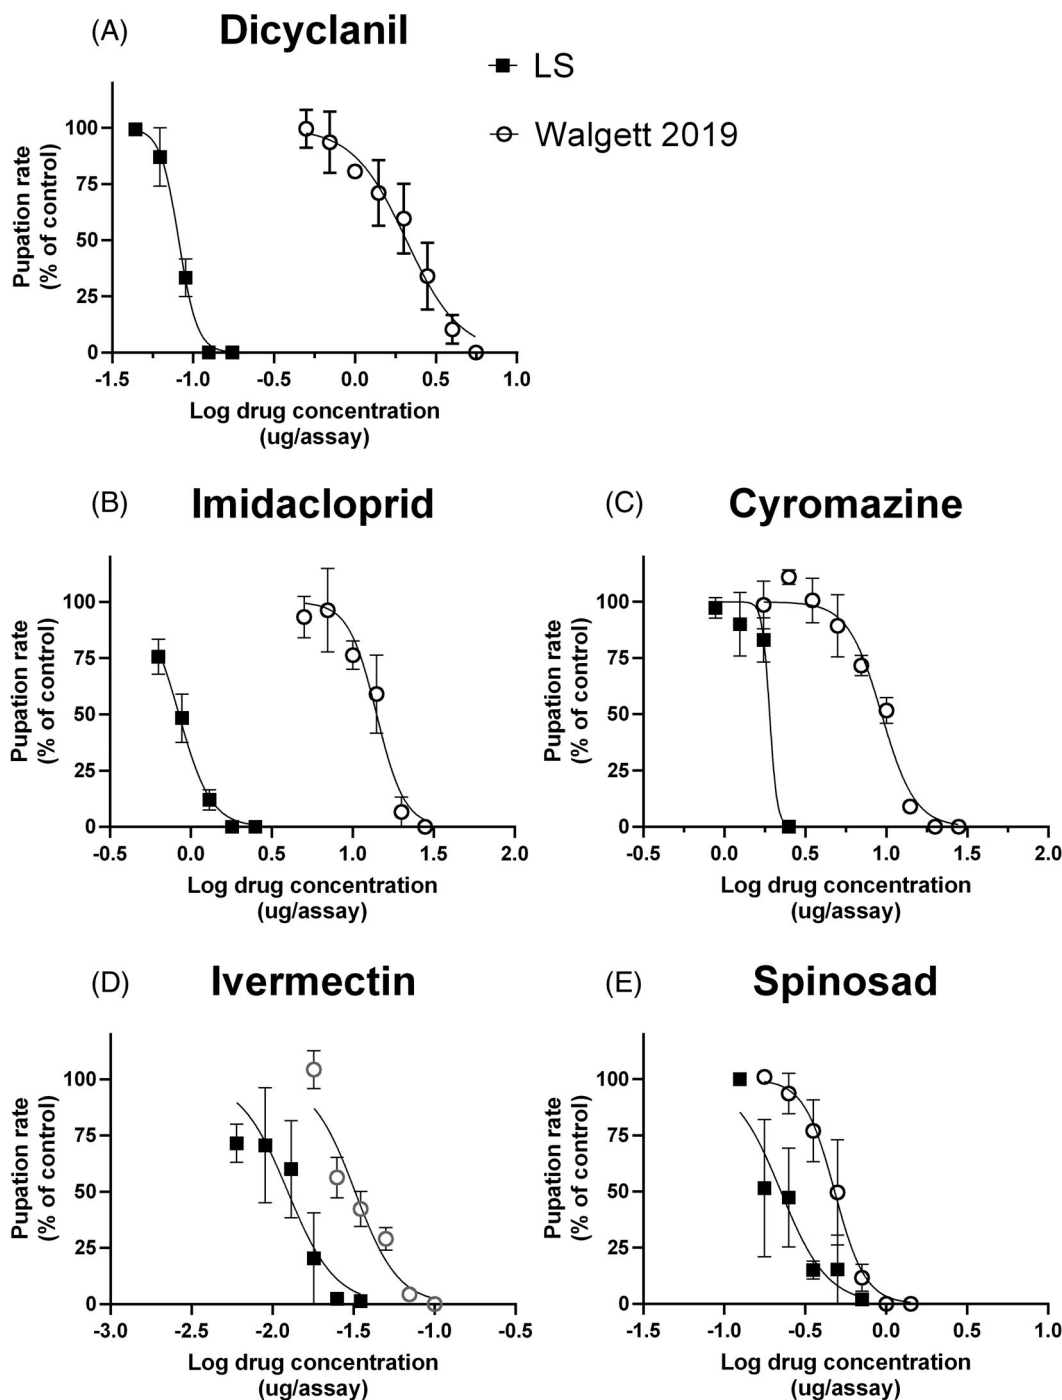 (A) Dicyclanil
LS
Walgett 2019
Pupation rate
(% of control)
100
75
50
25
0
-1.5 -1.0 -0.5 0.0 0.5 1.0
Log drug concentration
(ug/assay)
(B) Imidacloprid
Pupation rate
(% of control)
100
75
50
25
0
-0.5 0.0 0.5 1.0 1.5 2.0
Log drug concentration
(ug/assay)
(C) Cyromazine
Pupation rate
(% of control)
100
75
50
25
0
-0.5 0.0 0.5 1.0 1.5 2.0
Log drug concentration
(ug/assay)
(D) Ivermectin
Pupation rate
(% of control)
100
75
50
25
0
-3.0 -2.5 -2.0 -1.5 -1.0 -0.5
Log drug concentration
(ug/assay)
(E) Spinosad
Pupation rate
(% of control)
100
75
50
25
0
-1.5 -1.0 -0.5 0.0 0.5 1.0
Log drug concentration
(ug/assay)